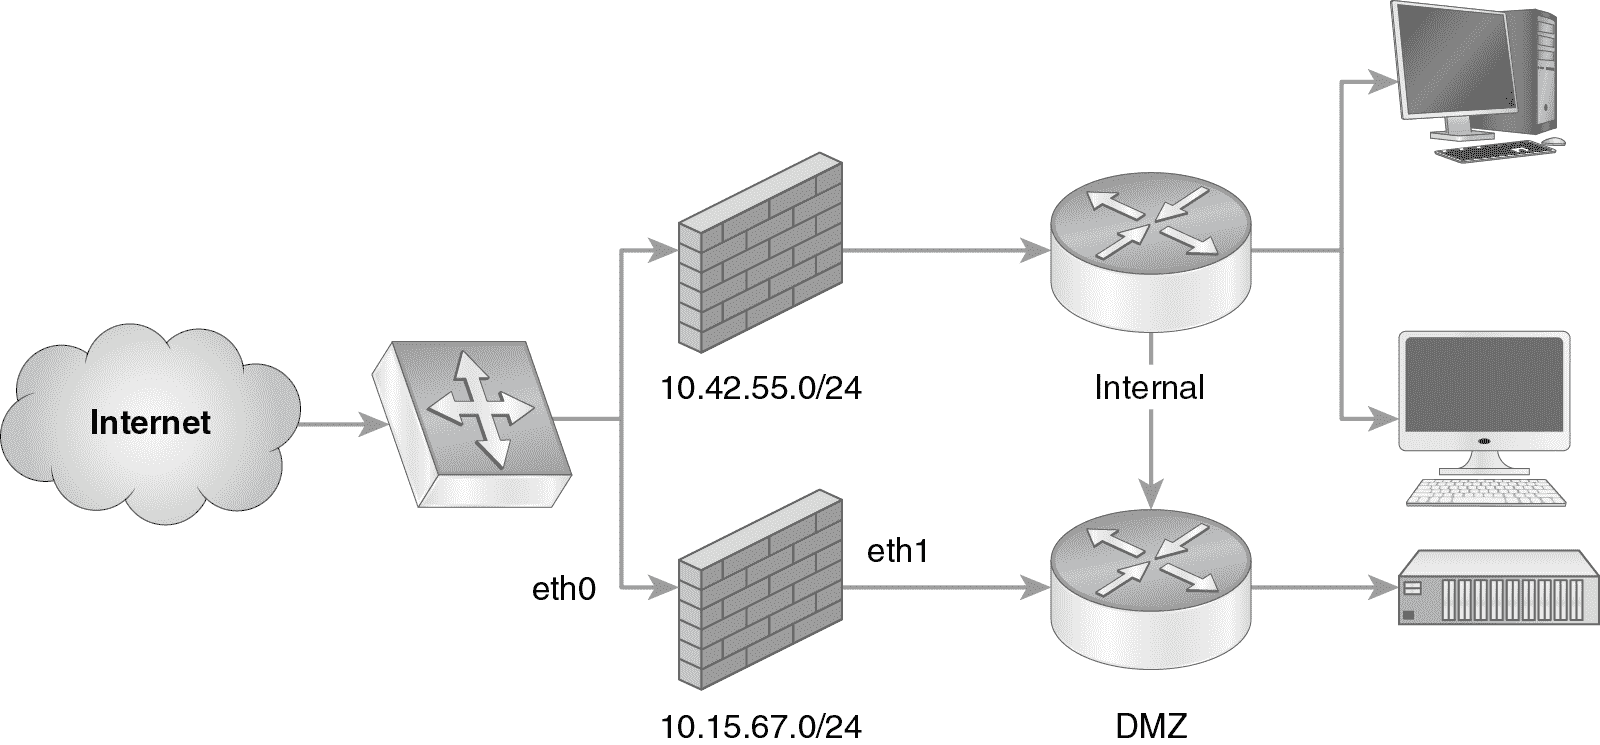 Internet
10.42.55.0/24
Internal
eth0
eth1
10.15.67.0/24
DMZ